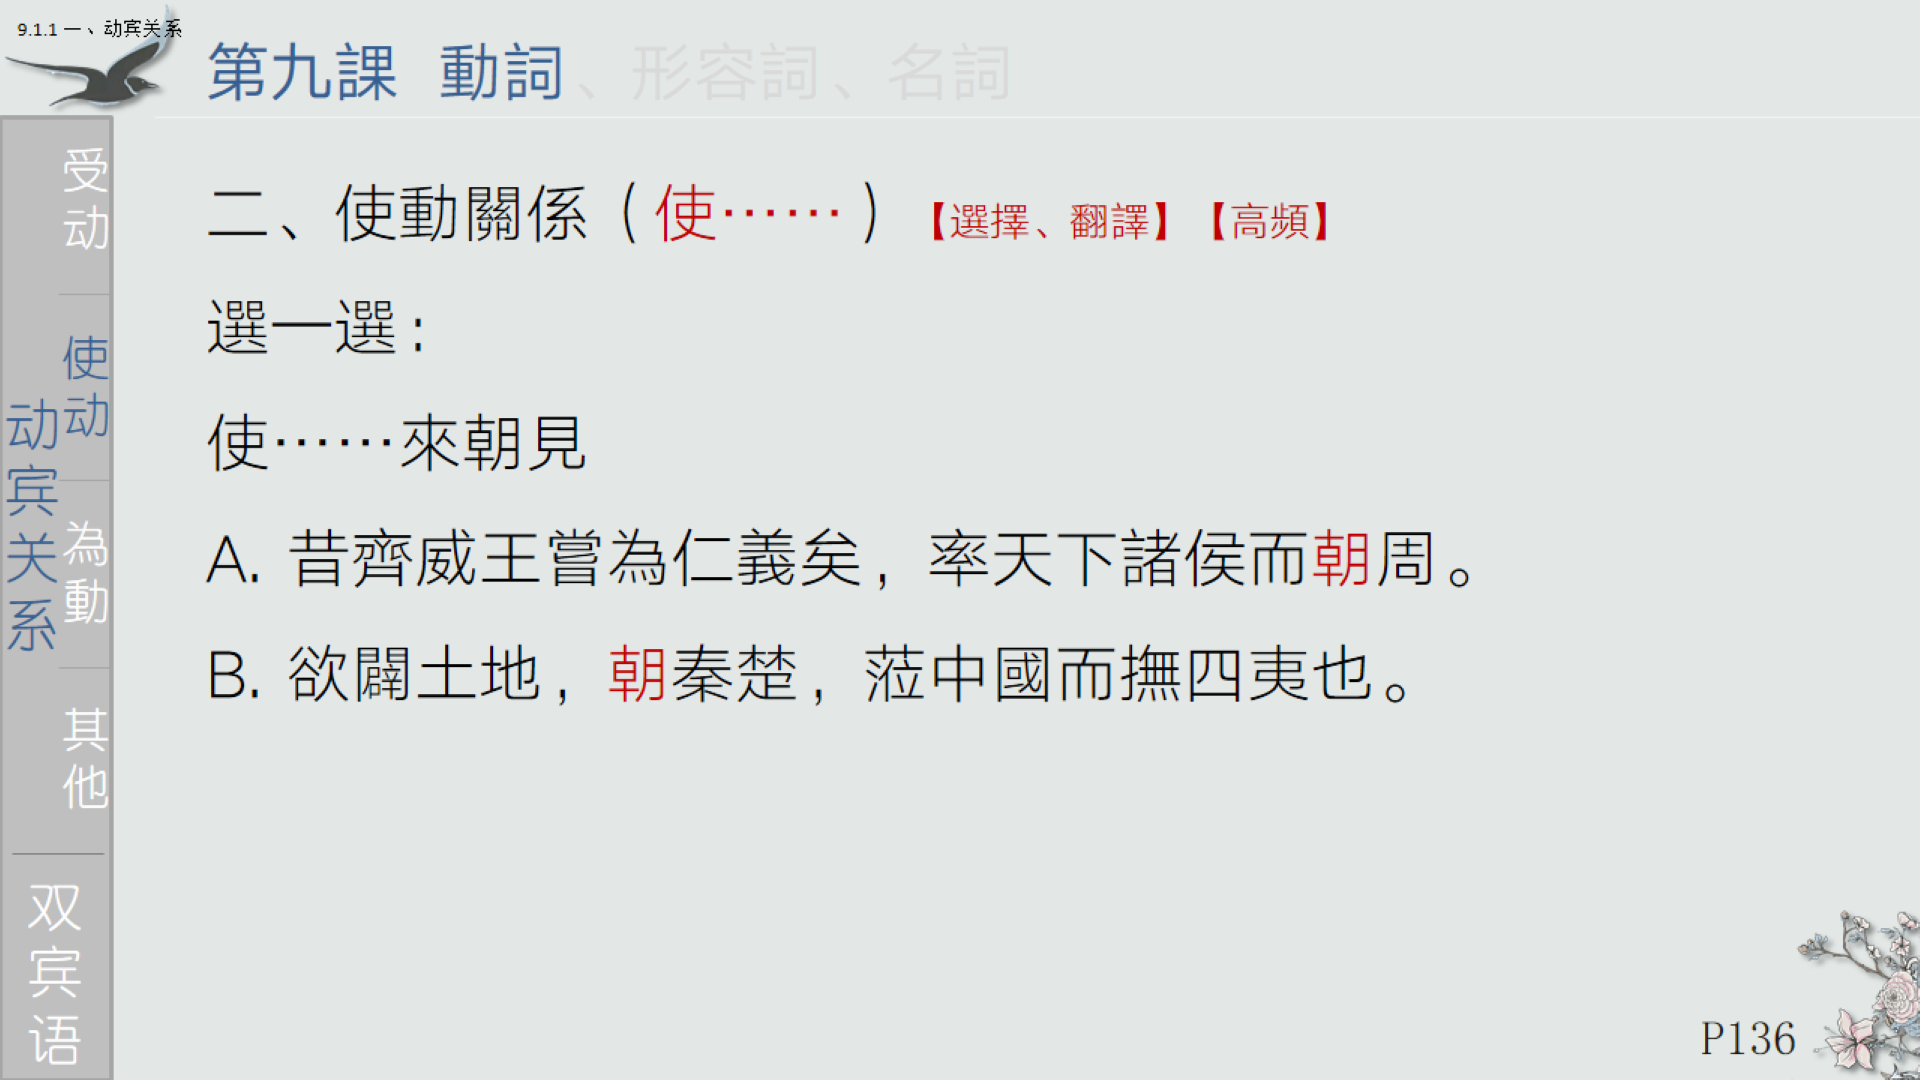 9.1.1 一、动宾关系
第九課 動詞、形容詞、名詞
受动
使动
為動
其他
动宾关系
双宾语
二、使動關係（使……）【選擇、翻譯】【高頻】
選一選：
使……來朝見
A. 昔齊威王嘗為仁義矣，率天下諸侯而朝周。
B. 欲闢土地，朝秦楚，蒞中國而撫四夷也。
P136